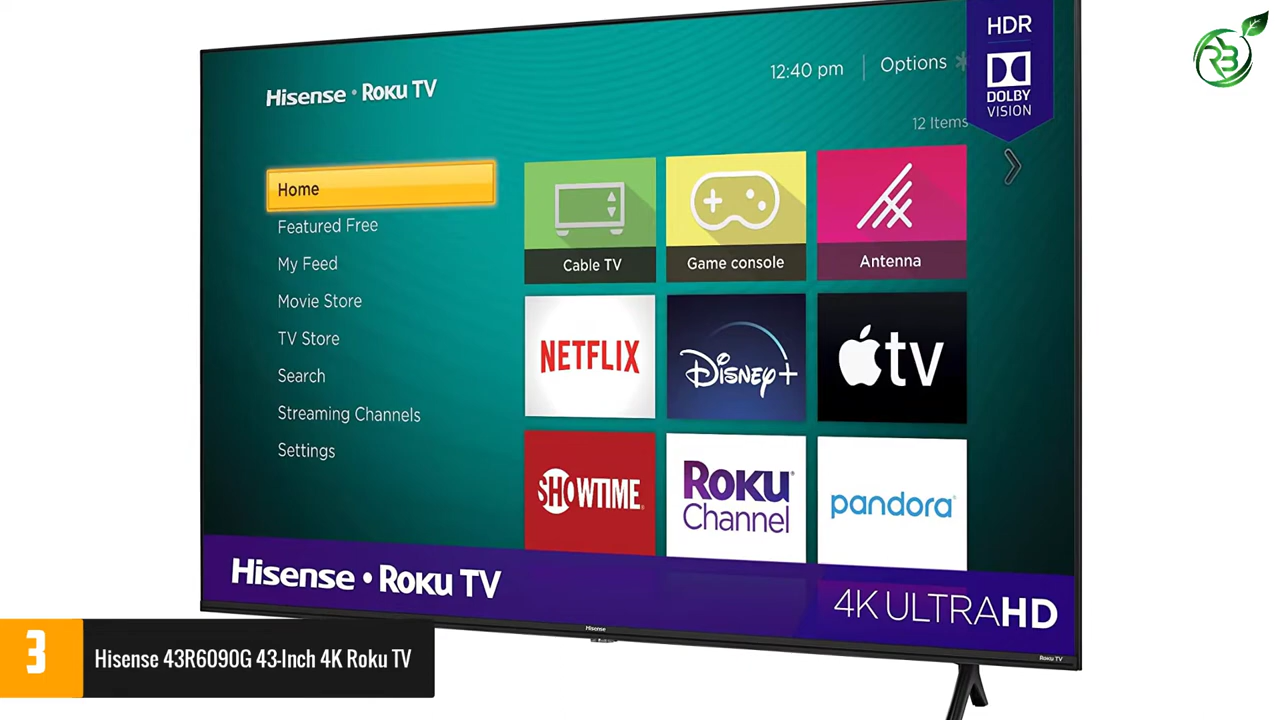 HDR
DOLBY
VISION
RB
Hisense • Roku TV
12:40 pm | Options *
12 Items
Home
Featured Free
My Feed
Movie Store
TV Store
Search
Streaming Channels
Settings
Cable TV
Game console
Antenna
NETFLIX
Disney+
tv
SHOWTIME
Roku
Channel
pandora
Hisense • Roku TV
4K ULTRAHD
Hisense
Roku TV
3
Hisense 43R6090G 43-Inch 4K Roku TV